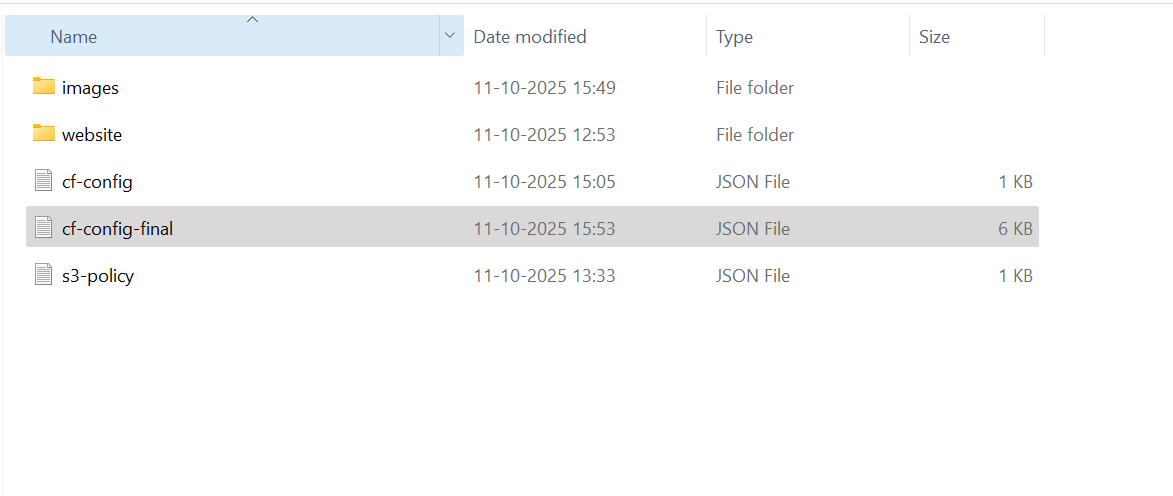 Name Date modified Type Size
images 11-10-2025 15:49 File folder
website 11-10-2025 12:53 File folder
cf-config 11-10-2025 15:05 JSON File 1 KB
cf-config-final 11-10-2025 15:53 JSON File 6 KB
s3-policy 11-10-2025 13:33 JSON File 1 KB